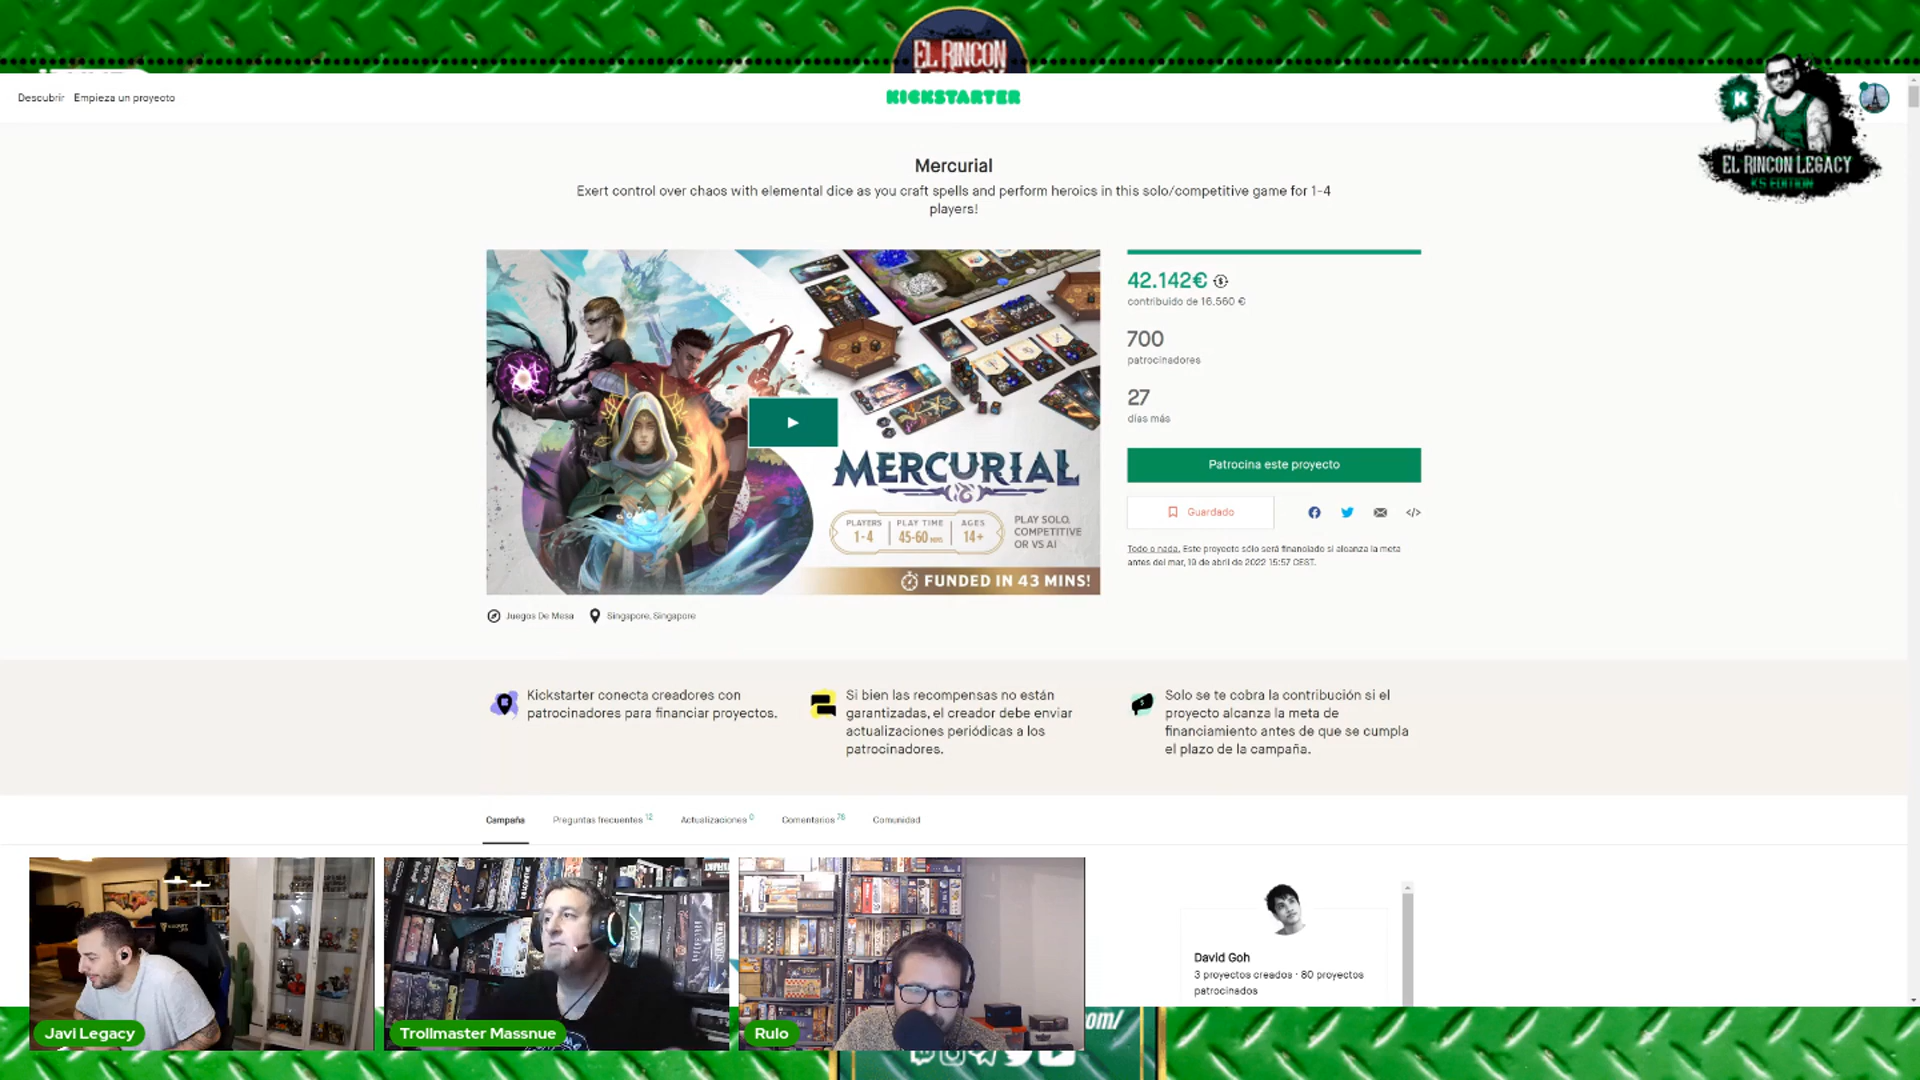 EL RINCON
LEGACY
Descubrir Empieza un proyecto
KICKSTARTER
K
EL RINCON LEGACY
KS EDITION
Mercurial
Exert control over chaos with elemental dice as you craft spells and perform heroics in this solo/competitive game for 1-4
players!
42.142€
contribuido de 16.560 €
700
patrocinadores
27
días más
Patrocina este proyecto
Guardado
Todo o nada. Este proyecto sólo será financiado si alcanza la meta
antes del mar, 19 de abril de 2022 15:57 CEST.
MERCURIAL
PLAYERS
1-4
PLAY TIME
45-60 MINS
AGES
14+
PLAY SOLO,
COMPETITIVE
OR VS AI
FUNDED IN 43 MINS!
Juegos De Mesa Singapore, Singapore
Kickstarter conecta creadores con
patrocinadores para financiar proyectos.
Si bien las recompensas no están
garantizadas, el creador debe enviar
actualizaciones periódicas a los
patrocinadores.
Solo se te cobra la contribución si el
proyecto alcanza la meta de
financiamiento antes de que se cumpla
el plazo de la campaña.
Campaña Preguntas frecuentes 12 Actualizaciones 0 Comentarios 76 Comunidad
David Goh
3 proyectos creados · 80 proyectos
patrocinados
Javi Legacy
Trollmaster Massnue
Rulo
com/